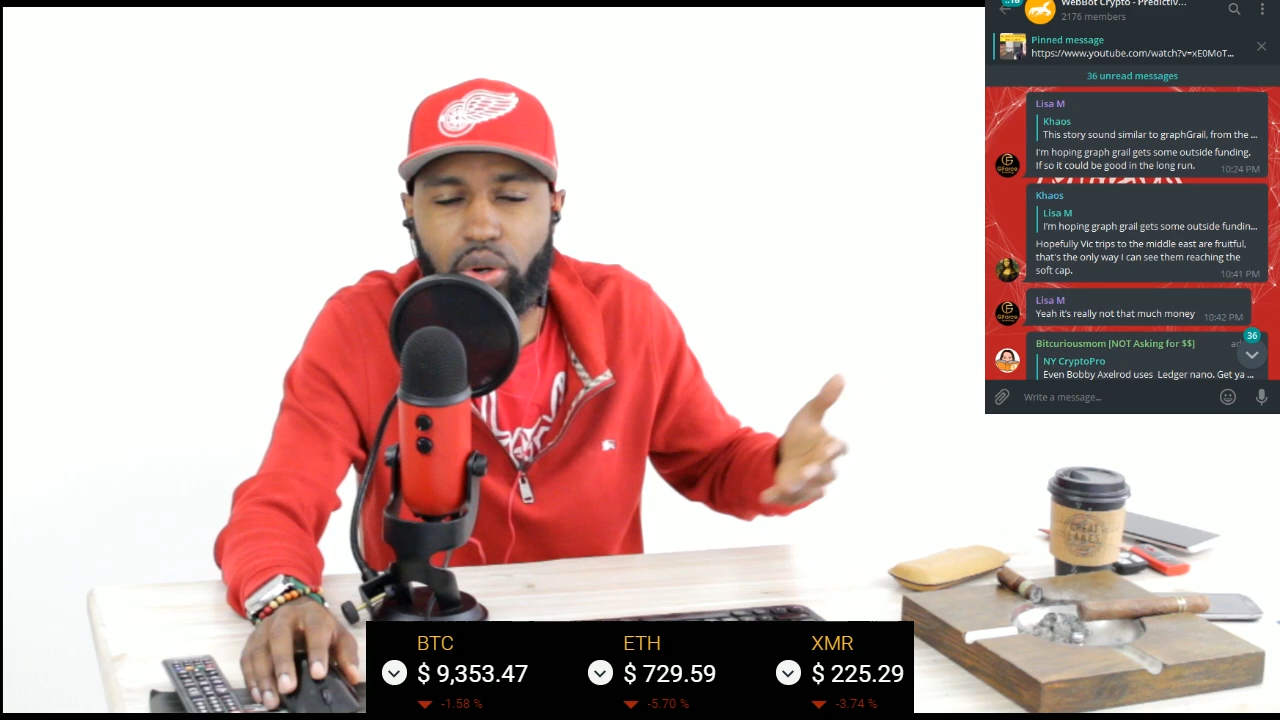 WebBot Crypto - Predictiv...
2176 members
Pinned message
https://www.youtube.com/watch?v=xE0MoT...
36 unread messages
Lisa M
Khaos
This story sound similar to graphGrail, from the ...
I'm hoping graph grail gets some outside funding.
If so it could be good in the long run.
10:24 PM
Khaos
Lisa M
I'm hoping graph grail gets some outside fundin...
Hopefully Vic trips to the middle east are fruitful,
that's the only way I can see them reaching the
soft cap.
10:41 PM
Lisa M
Yeah it's really not that much money
10:42 PM
36
Bitcuriousmom [NOT Asking for $$]
NY CryptoPro
Even Bobby Axelrod uses Ledger nano. Get ya ...
Write a message...
GREAT
LAKES
BTC
$ 9,353.47
-1.58 %
ETH
$ 729.59
-5.70 %
XMR
$ 225.29
-3.74 %